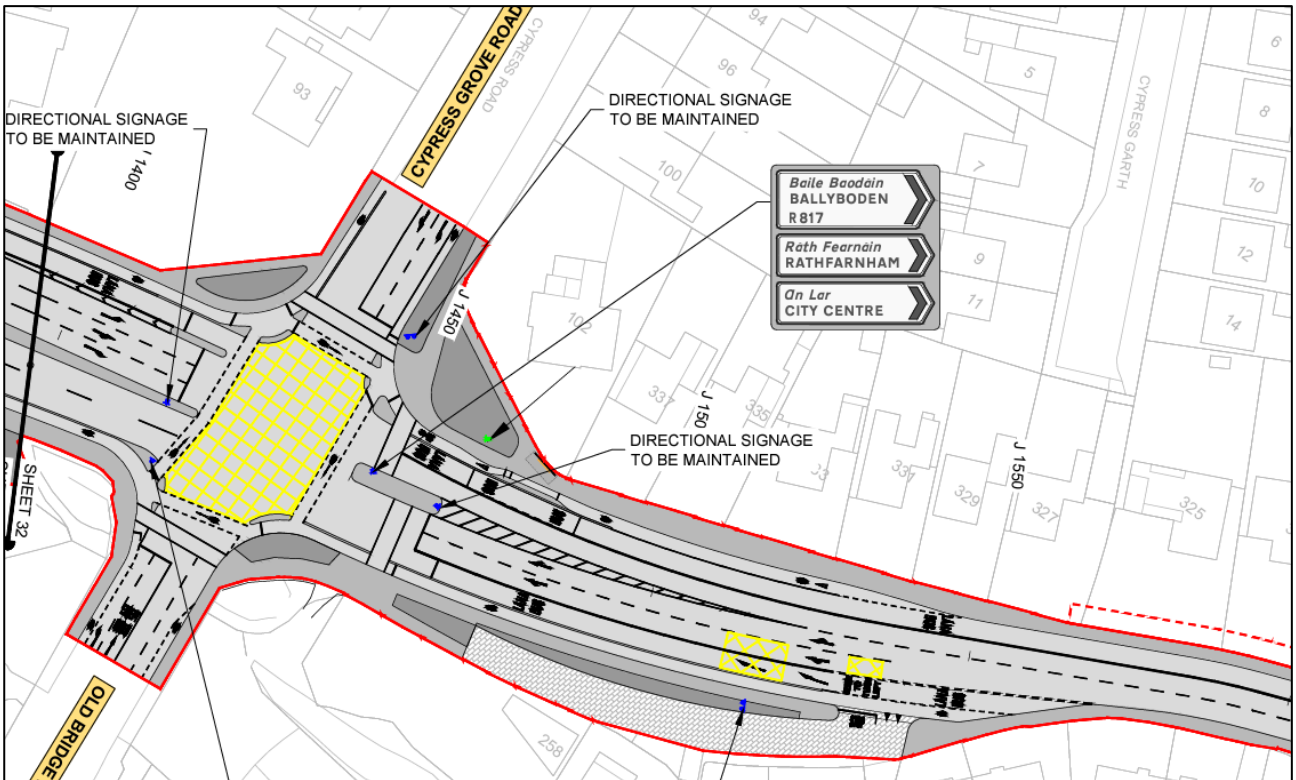 DIRECTIONAL SIGNAGE
TO BE MAINTAINED
J 1400
93
CYPRESS GROVE ROAD
CYPRESS ROAD
94
96
DIRECTIONAL SIGNAGE
TO BE MAINTAINED
100
102
J 1450
Baile Baodáin
BALLYBODEN
R817
Ráth Fearnáin
RATHFARNHAM
An Lar
CITY CENTRE
5
7
9
11
CYPRESS GARTH
6
8
10
12
14
337
J 150
335
331
329
327
J 1550
325
DIRECTIONAL SIGNAGE
TO BE MAINTAINED
SHEET 32
OLD BRIDGE
258